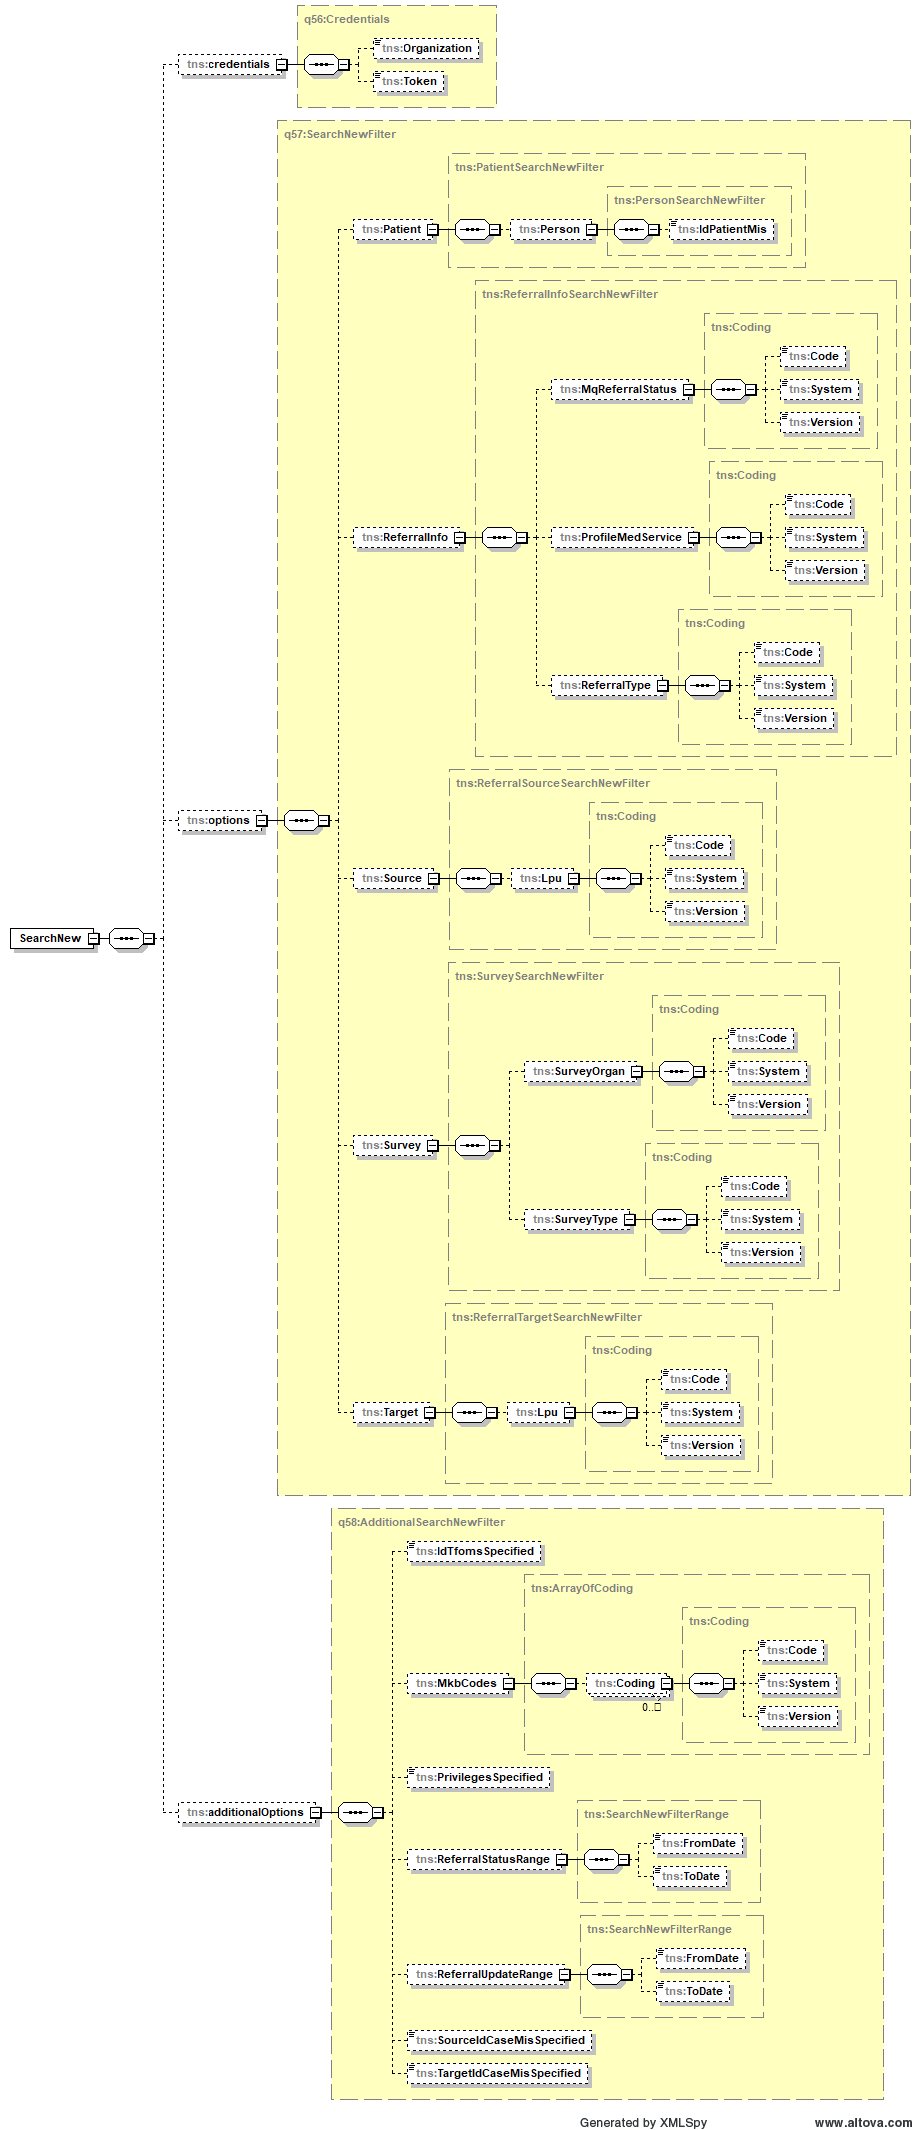 q56:Credentials
tns:Organization
tns:credentials
tns:Token
q57:SearchNewFilter
tns:PatientSearchNewFilter
tns:PersonSearchNewFilter
tns:Patient
tns:Person
tns:IdPatientMis
tns:ReferralInfoSearchNewFilter
tns:Coding
tns:Code
tns:MqReferralStatus
tns:System
tns:Version
tns:Coding
tns:Code
tns:ReferralInfo
tns:ProfileMedService
tns:System
tns:Version
tns:Coding
tns:Code
tns:ReferralType
tns:System
tns:Version
tns:ReferralSourceSearchNewFilter
tns:options
tns:Coding
tns:Code
tns:Source
tns:Lpu
tns:System
tns:Version
SearchNew
tns:SurveySearchNewFilter
tns:Coding
tns:Code
tns:SurveyOrgan
tns:System
tns:Version
tns:Survey
tns:Coding
tns:Code
tns:SurveyType
tns:System
tns:Version
tns:ReferralTargetSearchNewFilter
tns:Coding
tns:Code
tns:Target
tns:Lpu
tns:System
tns:Version
q58:AdditionalSearchNewFilter
tns:IdTfomsSpecified
tns:ArrayOfCoding
tns:Coding
tns:Code
tns:MkbCodes
tns:Coding
tns:System
0..□
tns:Version
tns:PrivilegesSpecified
tns:additionalOptions
tns:SearchNewFilterRange
tns:FromDate
tns:ReferralStatusRange
tns:ToDate
tns:SearchNewFilterRange
tns:FromDate
tns:ReferralUpdateRange
tns:ToDate
tns:SourceIdCaseMisSpecified
tns:TargetIdCaseMisSpecified
Generated by XMLSpy
www.altova.com